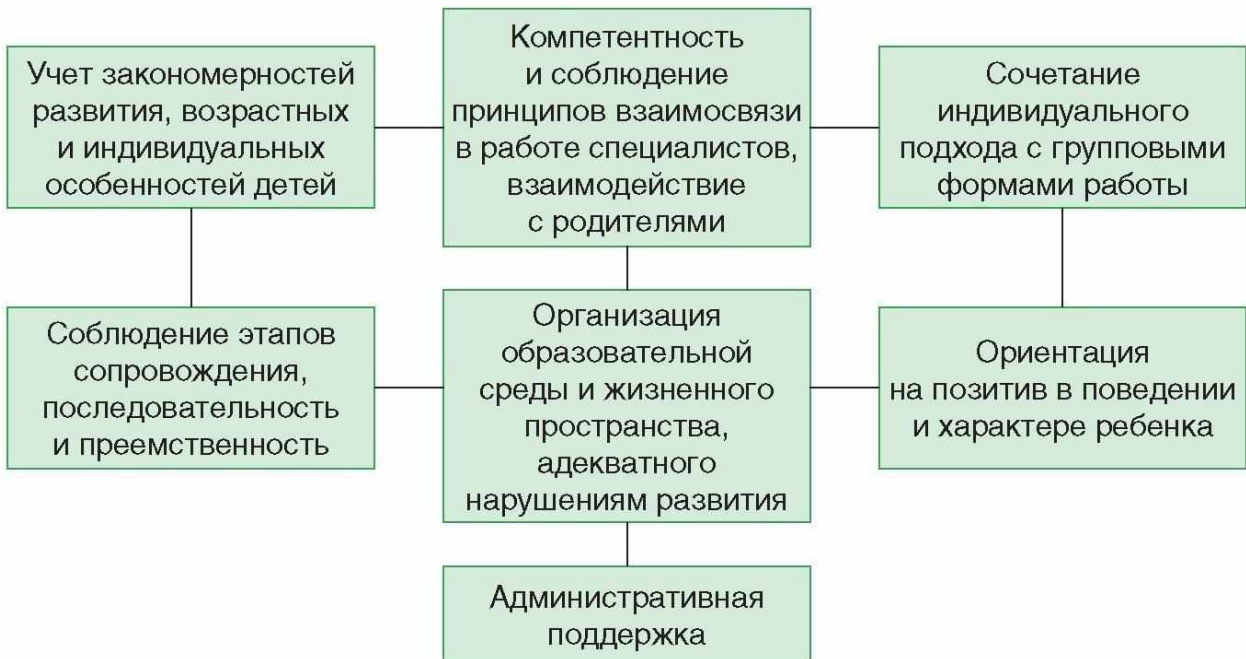 Учет закономерностей
развития, возрастных
и индивидуальных
особенностей детей
Компетентность
и соблюдение
принципов взаимосвязи
в работе специалистов,
взаимодействие
с родителями
Сочетание
индивидуального
подхода с групповыми
формами работы
Соблюдение этапов
сопровождения,
последовательность
и преемственность
Организация
образовательной
среды и жизненного
пространства,
адекватного
нарушениям развития
Ориентация
на позитив в поведении
и характере ребенка
Административная
поддержка